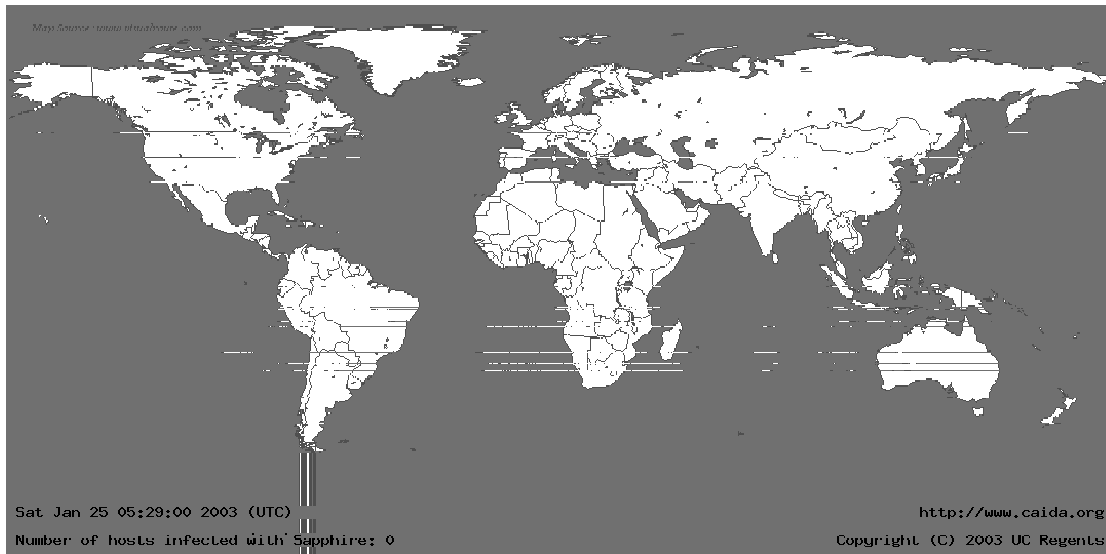 Map Source: www.visualroute.com
Sat Jan 25 05:29:00 2003 (UTC)
http://www.caida.org
Number of hosts infected with Sapphire: 0
Copyright (C) 2003 UC Regents